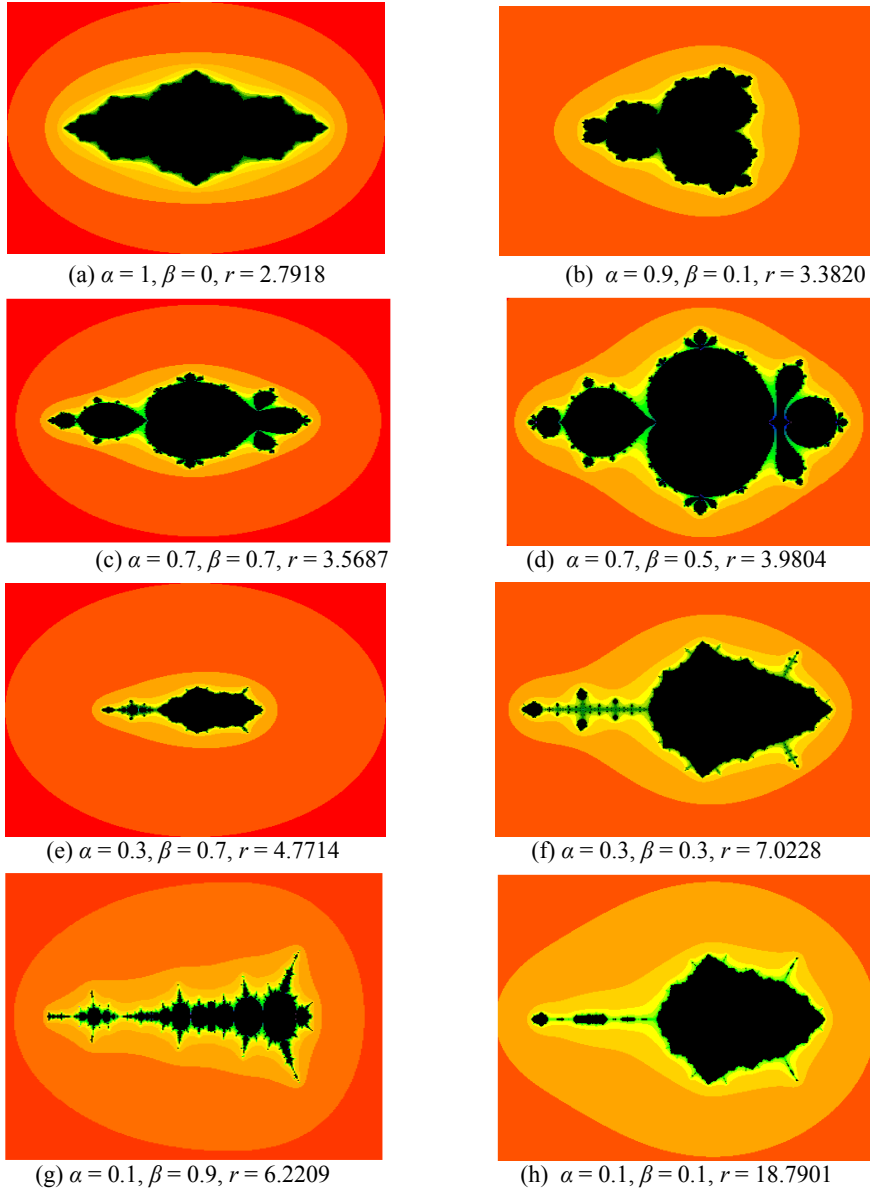 (a) α = 1, β = 0, r = 2.7918
(b) α = 0.9, β = 0.1, r = 3.3820
(c) α = 0.7, β = 0.7, r = 3.5687
(d) α = 0.7, β = 0.5, r = 3.9804
(e) α = 0.3, β = 0.7, r = 4.7714
(f) α = 0.3, β = 0.3, r = 7.0228
(g) α = 0.1, β = 0.9, r = 6.2209
(h) α = 0.1, β = 0.1, r = 18.7901